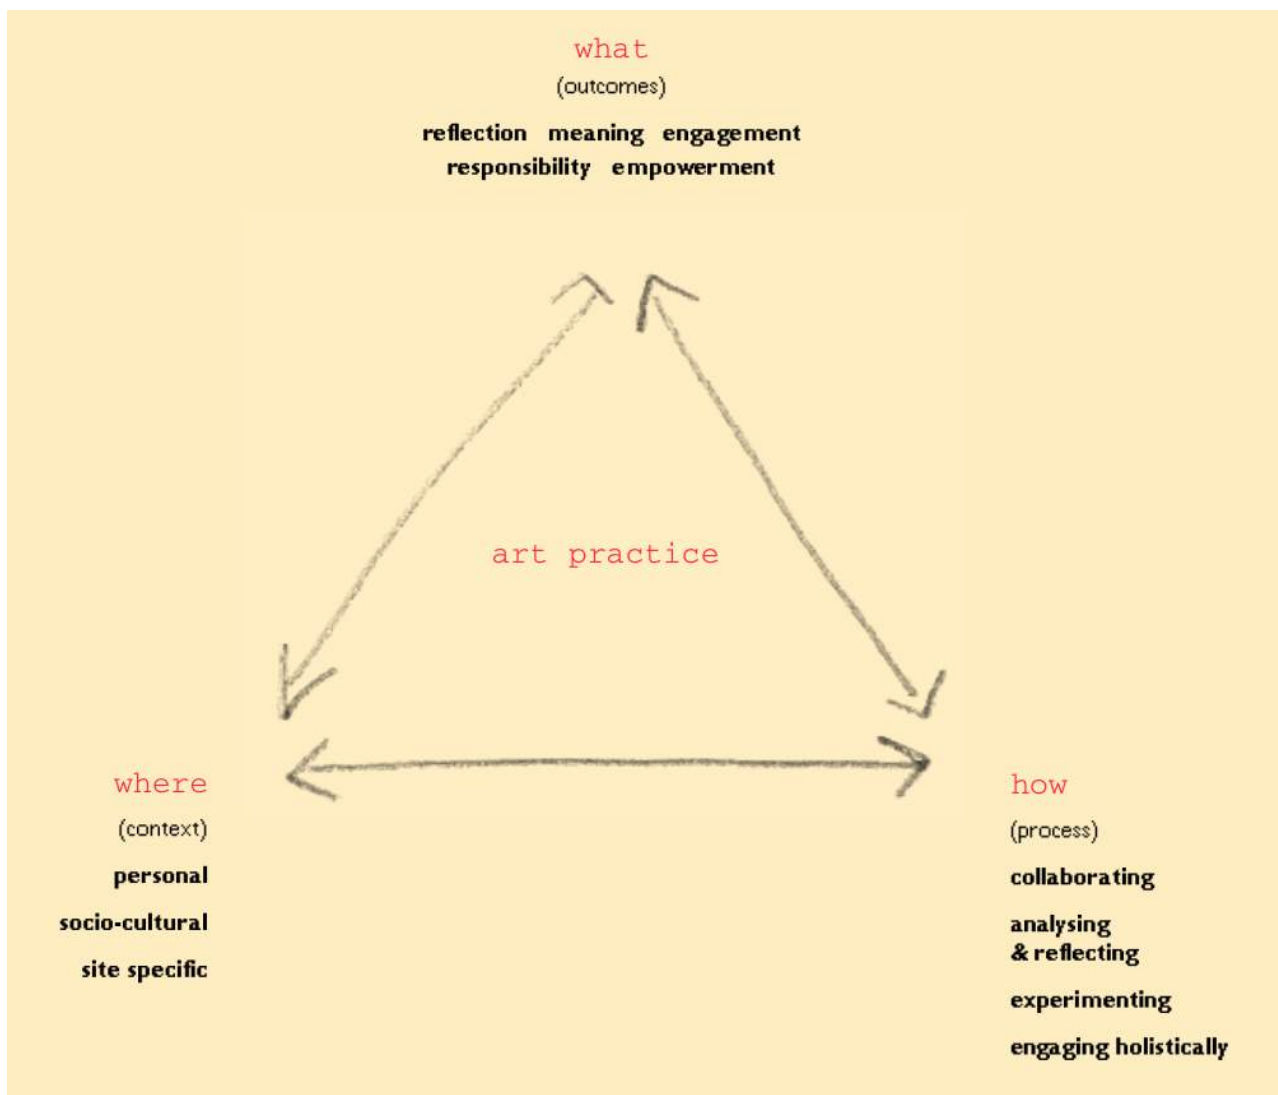 what
(outcomes)
reflection meaning engagement
responsibility empowerment
art practice
where
(context)
personal
socio-cultural
site specific
how
(process)
collaborating
analysing
& reflecting
experimenting
engaging holistically